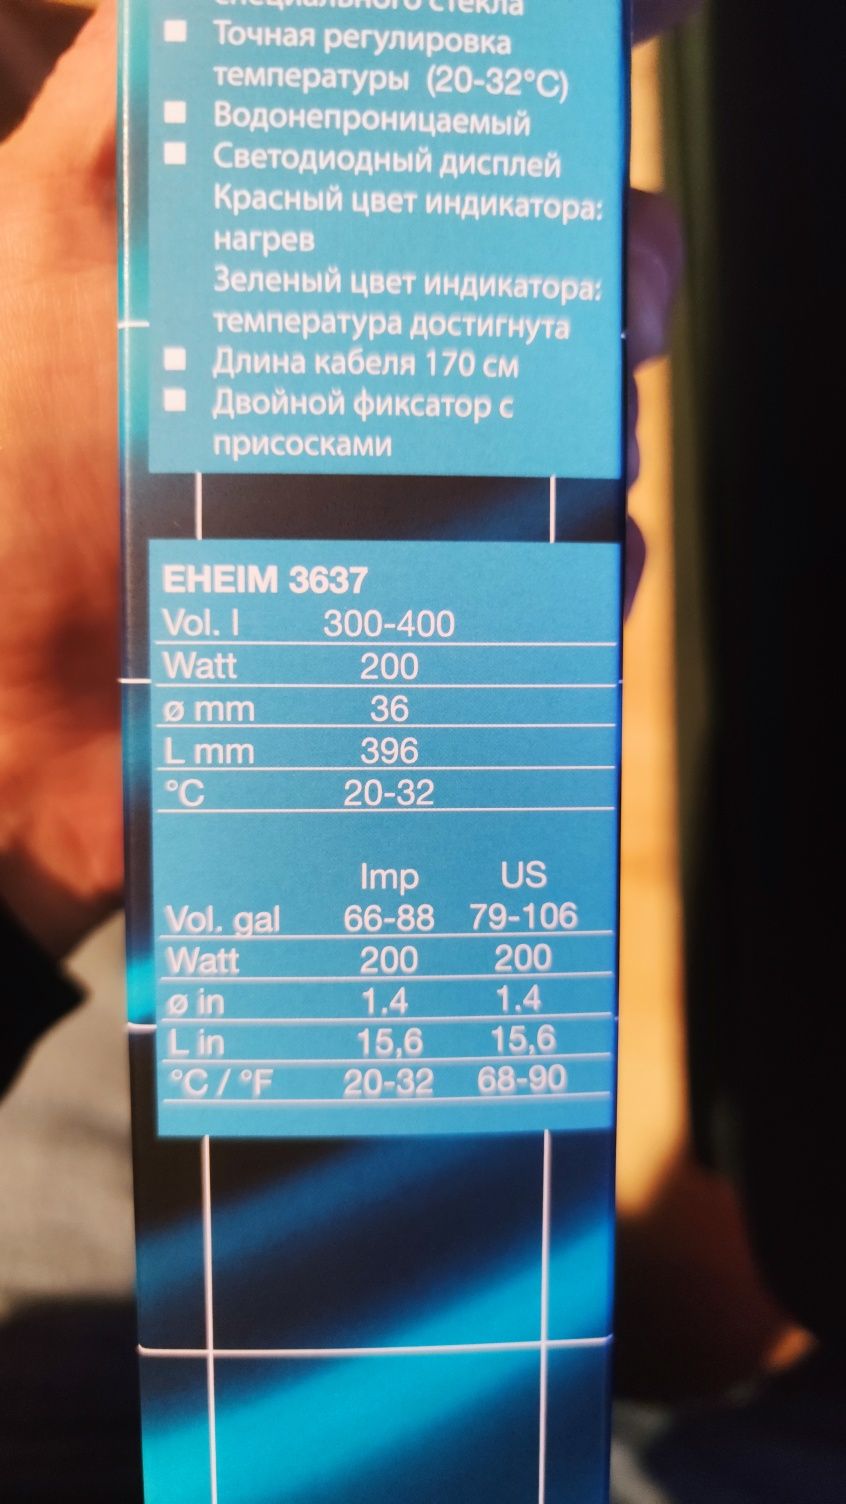 специального стекла
Точная регулировка
температуры (20-32°C)
Водонепроницаемый
Светодиодный дисплей
Красный цвет индикатора:
нагрев
Зеленый цвет индикатора:
температура достигнута
Длина кабеля 170 см
Двойной фиксатор с
присосками
EHEIM 3637
Vol. l 300-400
Watt 200
ø mm 36
L mm 396
°C 20-32
Imp US
Vol. gal 66-88 79-106
Watt 200 200
ø in 1.4 1.4
L in 15,6 15,6
°C / °F 20-32 68-90